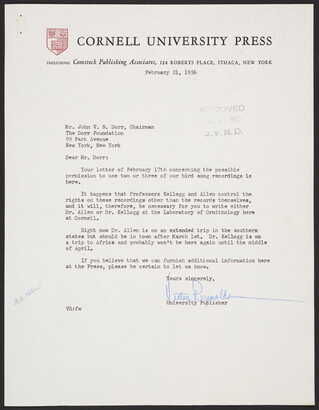 CORNELL UNIVERSITY PRESS
INCLUDING Comstock Publishing Associates, 124 ROBERTS PLACE, ITHACA, NEW YORK
February 21, 1956
RECEIVED
J.V.N.D.
Mr. John V. N. Dorr, Chairman
The Dorr Foundation
99 Park Avenue
New York, New York
Dear Mr. Dorr:
Your letter of February 17th concerning the possible
permission to use two or three of our bird song recordings is
here.
It happens that Professors Kellogg and Allen control the
rights on these recordings other than the records themselves,
and it will, therefore, be necessary for you to write either
Dr. Allen or Dr. Kellogg at the Laboratory of Ornithology here
at Cornell.
Right now Dr. Allen is on an extended trip in the southern
states but should be in town after March 1st. Dr. Kellogg is on
a trip to Africa and probably won't be here again until the middle
of April.
If you believe that we can furnish additional information here
at the Press, please be certain to let us know.
Yours sincerely,
Victor Reynolds
University Publisher
VR:fw